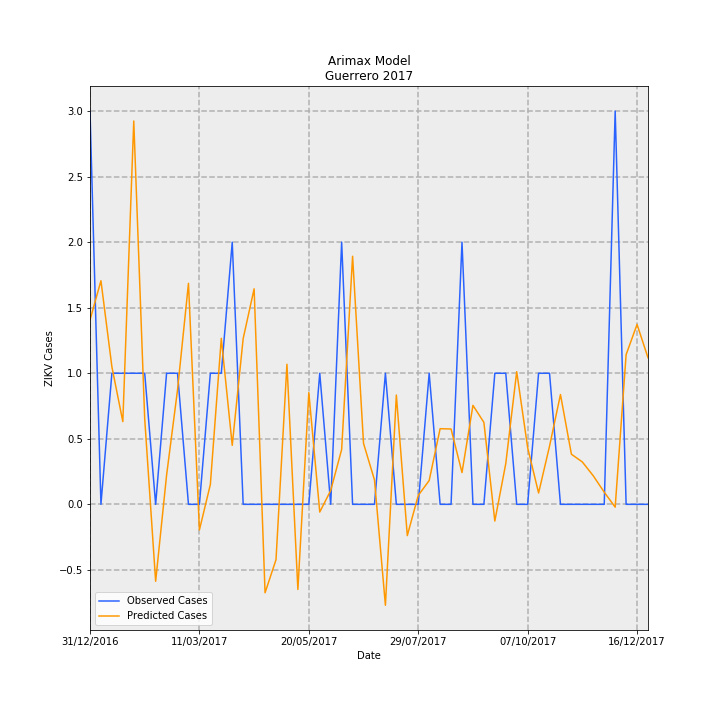 Arimax Model
Guerrero 2017
ZIKV Cases
3.0
2.5
2.0
1.5
1.0
0.5
0.0
−0.5
Observed Cases
Predicted Cases
31/12/2016 11/03/2017 20/05/2017 29/07/2017 07/10/2017 16/12/2017
Date